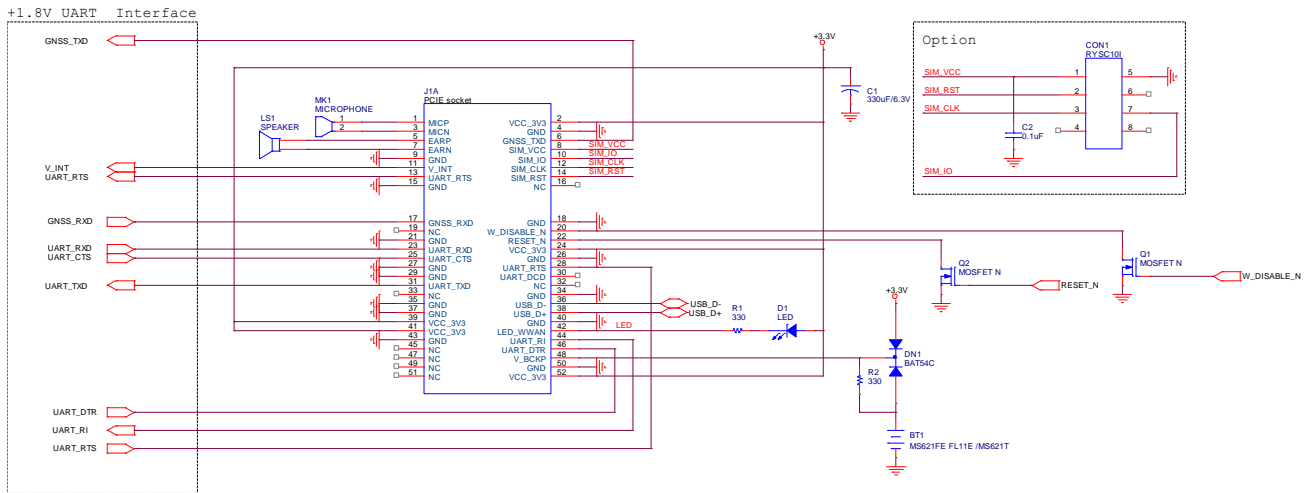 +1.8V UART Interface
GNSS_TXD
V_INT
UART_RTS
GNSS_RXD
UART_RXD
UART_CTS
UART_TXD
UART_DTR
UART_RI
UART_RTS
LS1
SPEAKER
MK1
MICROPHONE
1
2
J1A
PCIE socket
1 MICP VCC_3V3 2
3 MICN GND 4
5 EARP GNSS_TXD 6
7 EARN SIM_VCC 8 SIM_VCC
9 GND SIM_IO 10 SIM_IO
11 V_INT SIM_CLK 12 SIM_CLK
13 UART_RTS SIM_RST 14 SIM_RST
15 GND NC 16
17 GNSS_RXD GND 18
19 NC W_DISABLE_N 20
21 GND RESET_N 22
23 UART_RXD VCC_3V3 24
25 UART_CTS GND 26
27 GND UART_RTS 28
29 GND UART_DCD 30
31 UART_TXD NC 32
33 NC GND 34
35 GND USB_D- 36 USB_D-
37 GND USB_D+ 38 USB_D+
39 VCC_3V3 GND 40
41 VCC_3V3 LED_WWAN 42 LED
43 GND UART_RI 44
45 NC UART_DTR 46
47 NC V_BCKP 48
49 NC GND 50
51 NC VCC_3V3 52
+3.3V
C1
330uF/6.3V
R1
330
D1
LED
R2
330
+3.3V
DN1
BAT54C
BT1
MS621FE FL11E /MS621T
Q2
MOSFET N
RESET_N
Q1
MOSFET N
W_DISABLE_N
Option
CON1
RYSC10I
SIM_VCC 1 5
SIM_RST 2 6
SIM_CLK 3 7
4 8
C2
0.1uF
SIM_IO